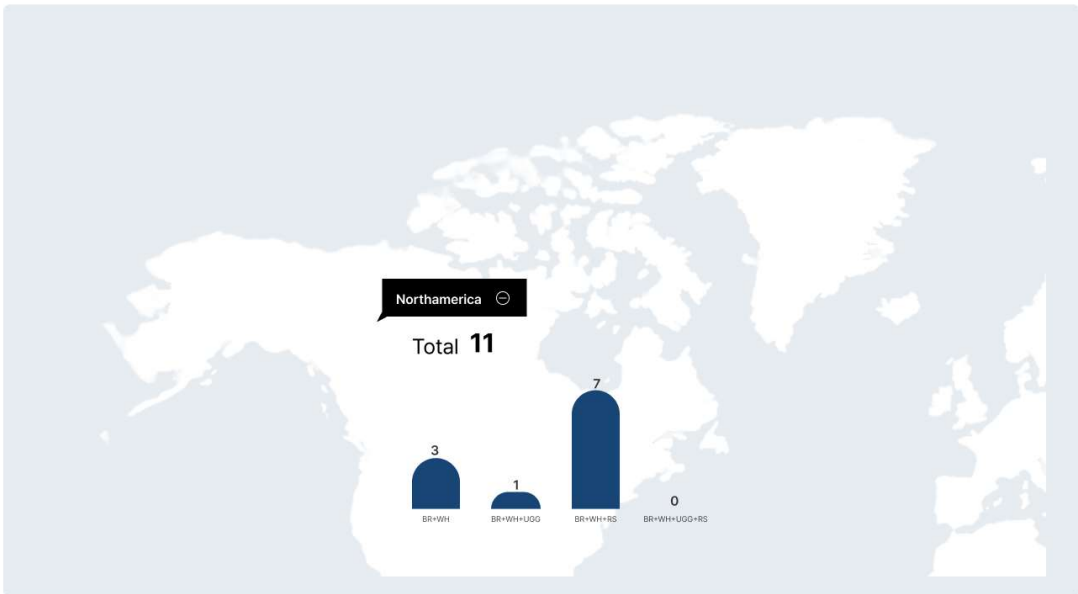 Northamerica
Total 11
7
3
1
0
BR+WH
BR+WH+UGG
BR+WH+RS
BR+WH+UGG+RS